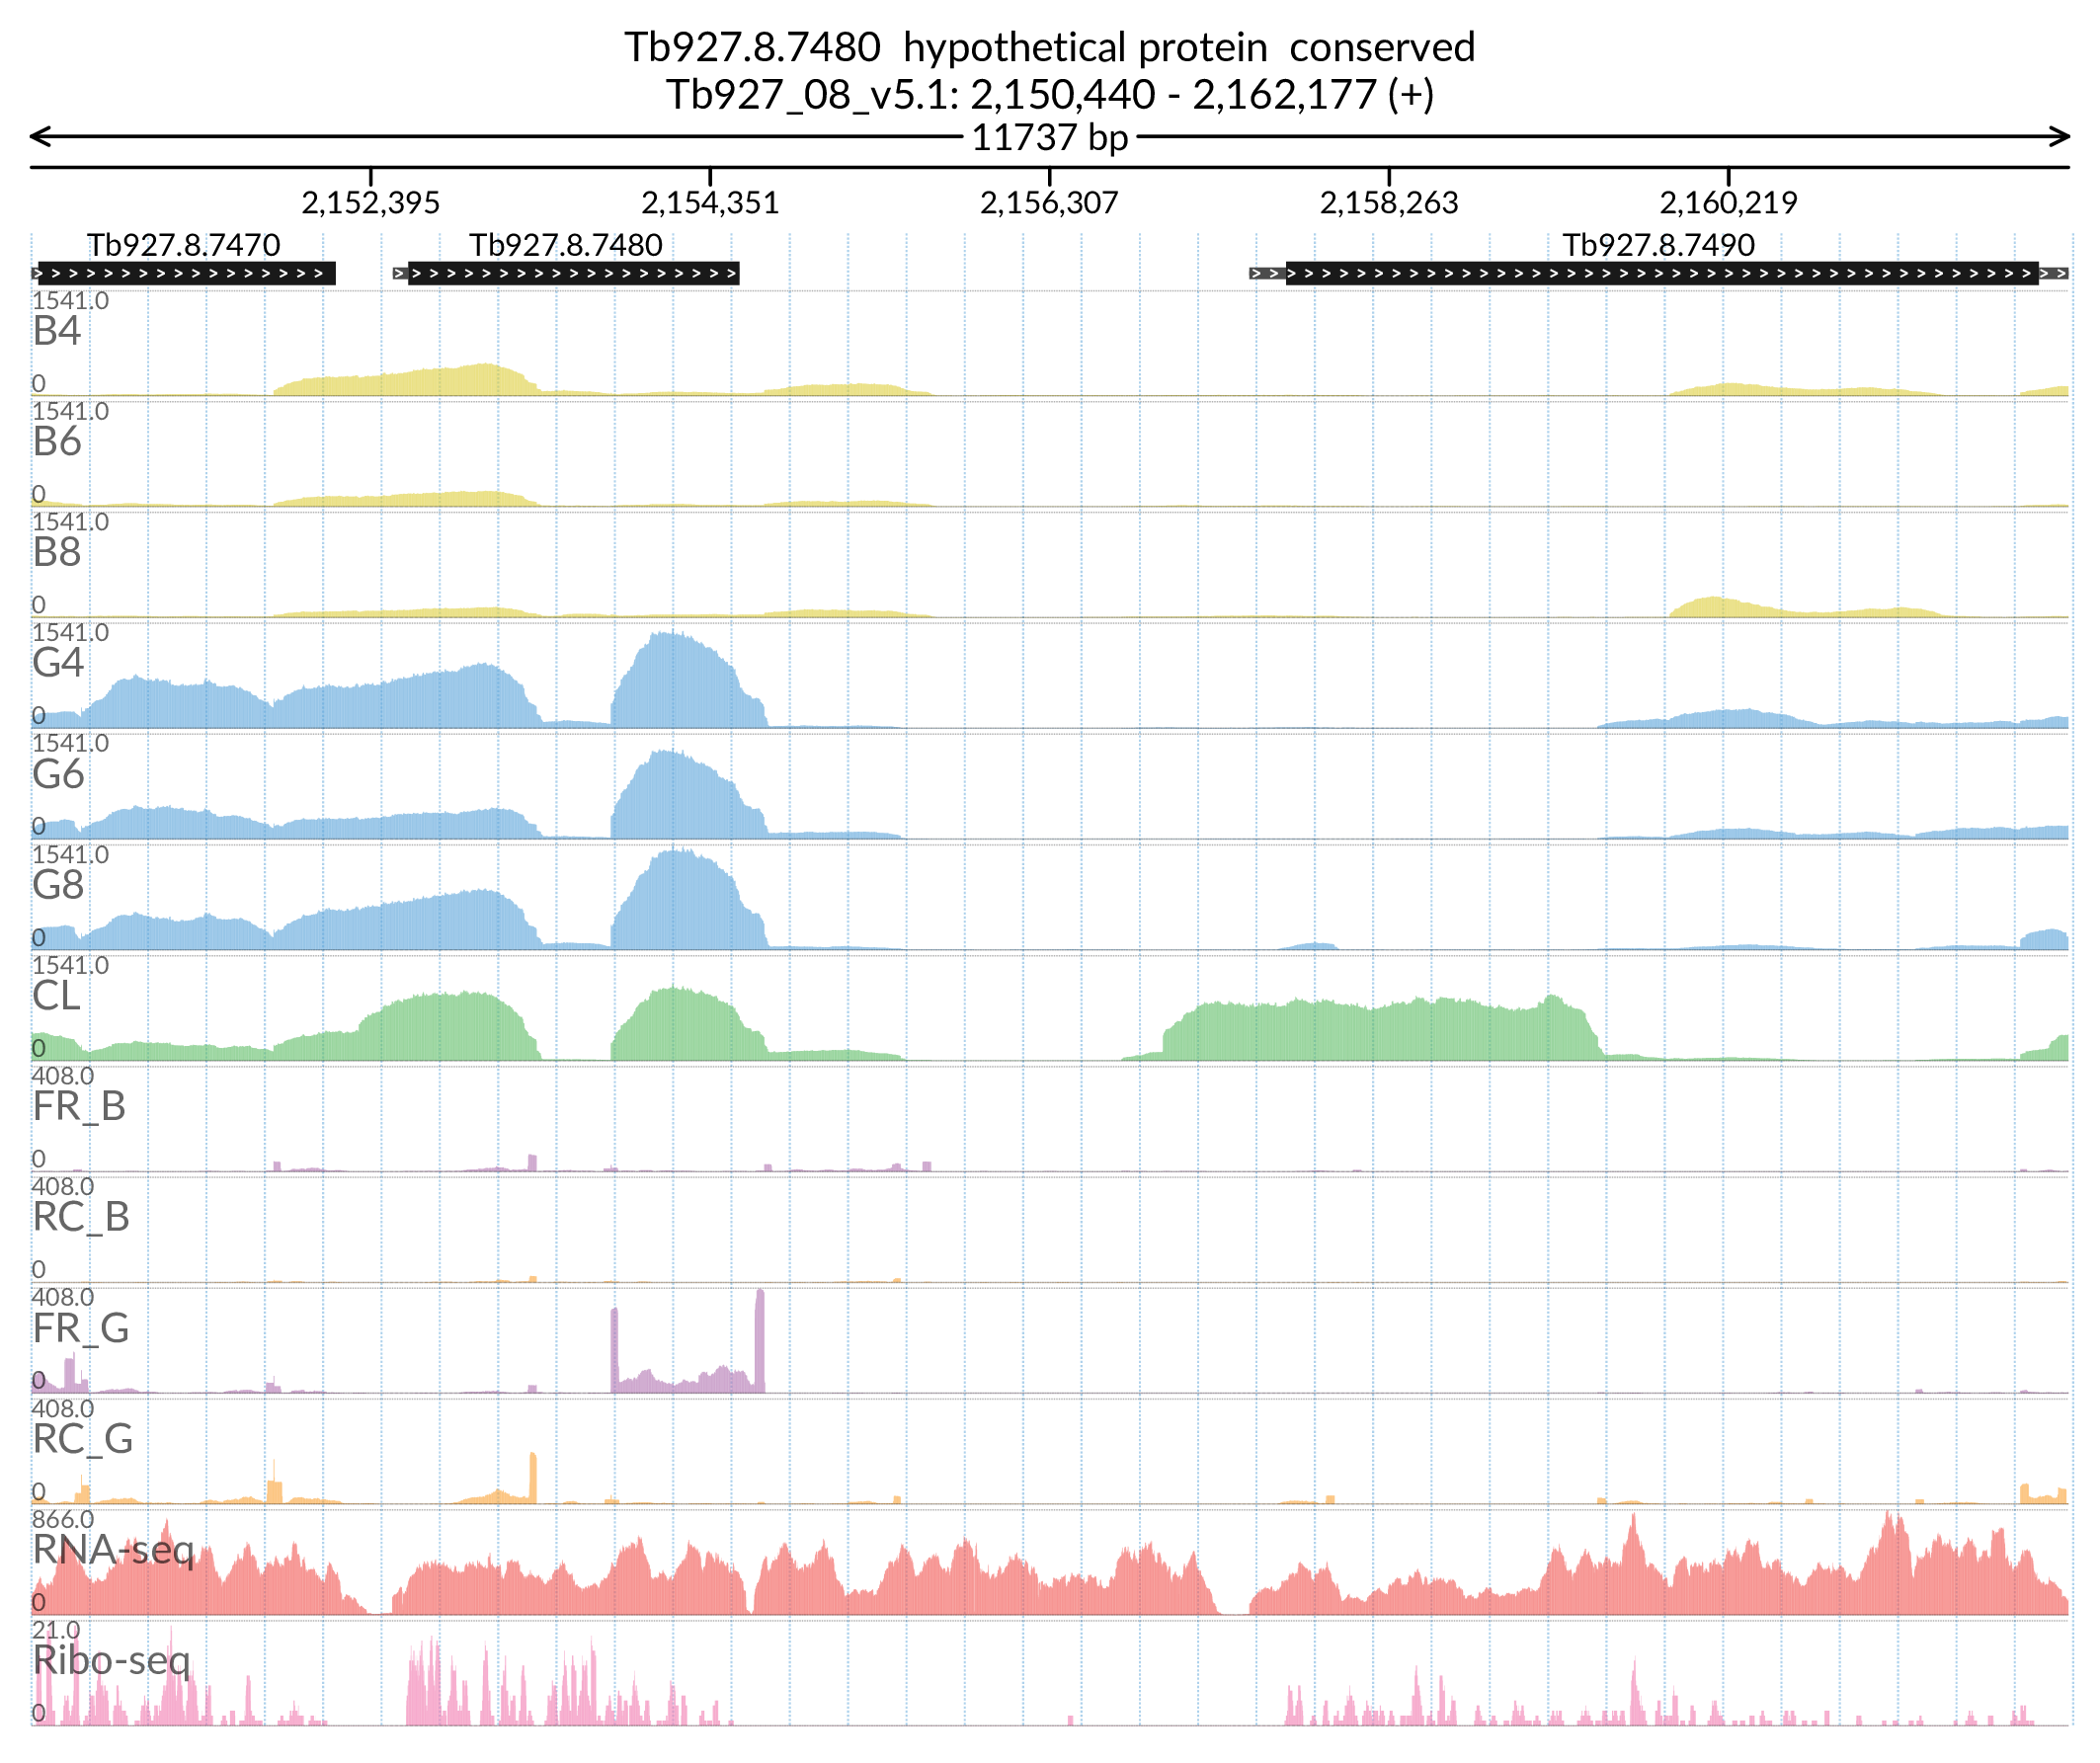 Tb927.8.7480 hypothetical protein conserved
Tb927_08_v5.1: 2,150,440 - 2,162,177 (+)
11737 bp
2,152,395 2,154,351 2,156,307 2,158,263 2,160,219
Tb927.8.7470 Tb927.8.7480 Tb927.8.7490
1541.0
B4
0
1541.0
B6
0
1541.0
B8
0
1541.0
G4
0
1541.0
G6
0
1541.0
G8
0
1541.0
CL
0
408.0
FR_B
0
408.0
RC_B
0
408.0
FR_G
0
408.0
RC_G
0
866.0
RNA-seq
0
21.0
Ribo-seq
0